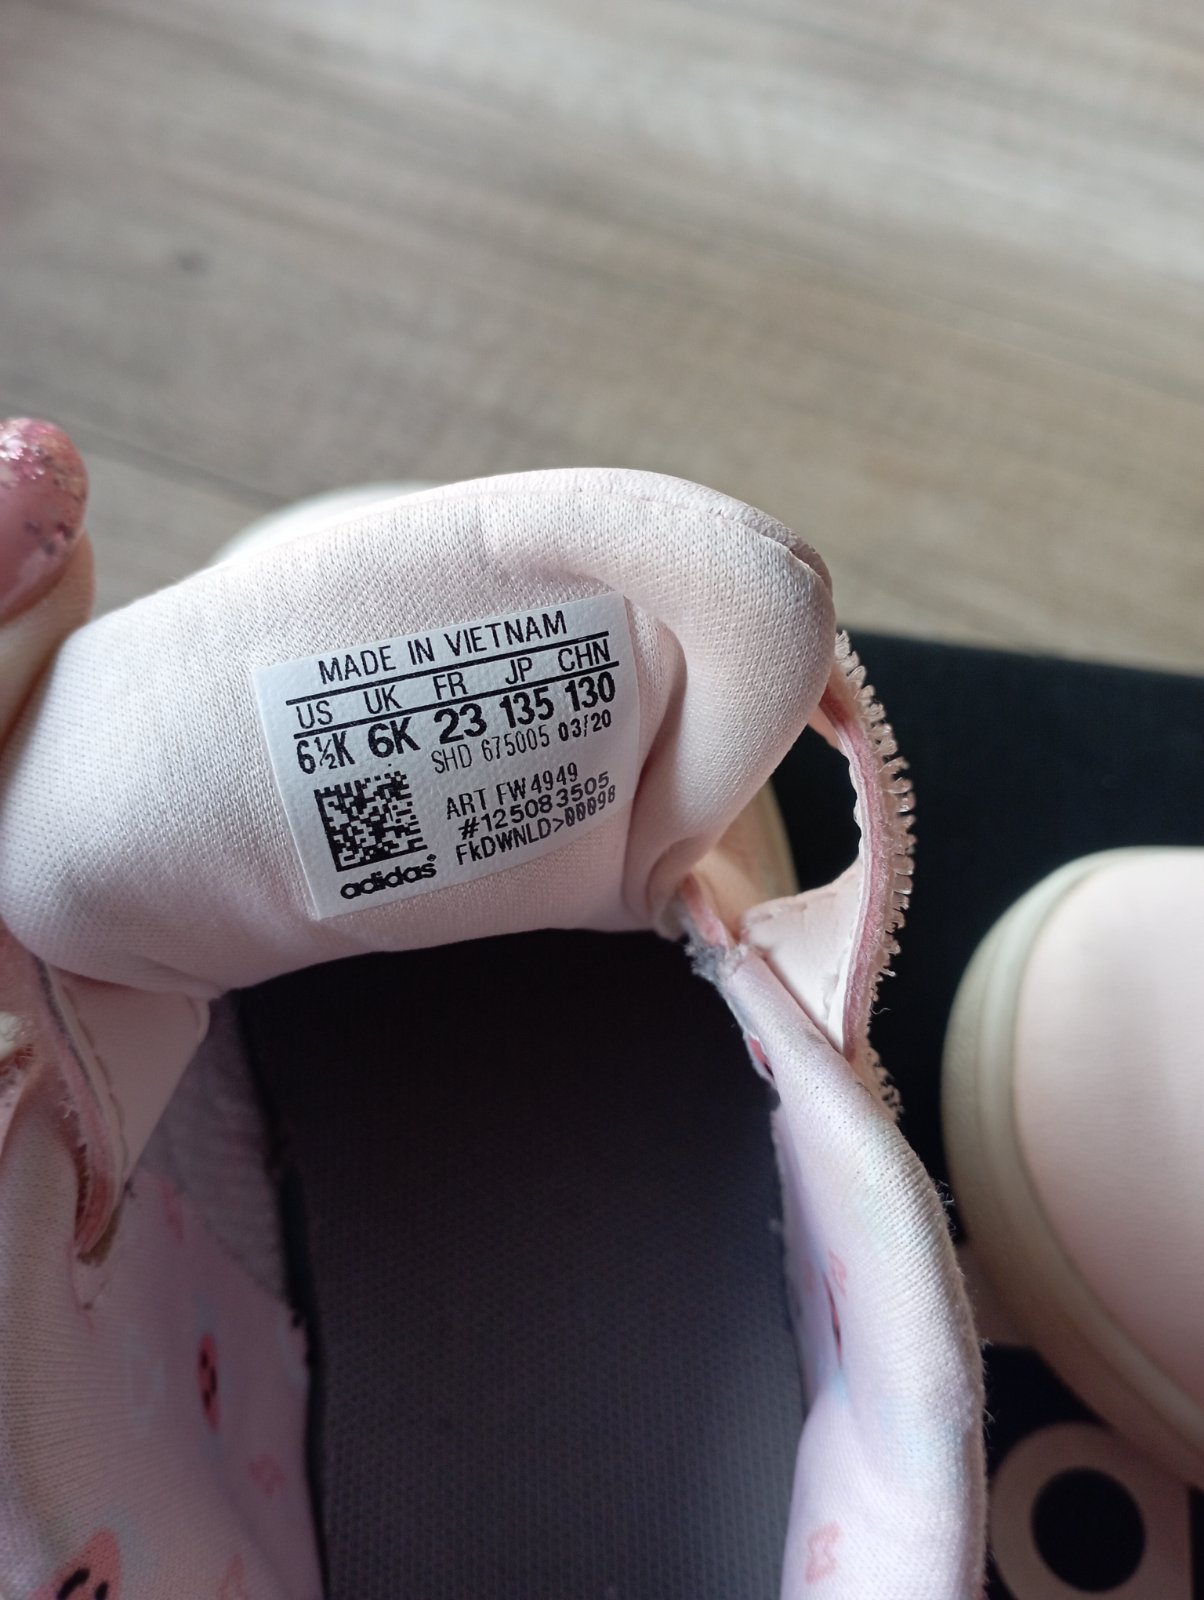 MADE IN VIETNAM
US UK FR JP CHN
6½K 6K 23 135 130
SHD 675005 03/20
ART FW4949
#125083505
FkDWNLD>00098
adidas®